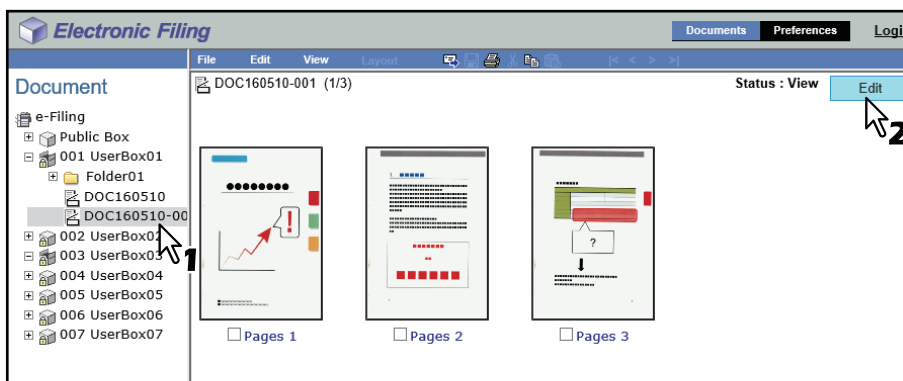 Electronic Filing
Documents Preferences Logi
File Edit View Layout |< < > >|
Document
DOC160510-001 (1/3) Status : View Edit
e-Filing
Public Box
001 UserBox01
Folder01
DOC160510
DOC160510-00
002 UserBox02
003 UserBox03
004 UserBox04
005 UserBox05
006 UserBox06
007 UserBox07
1
2
!
1.
?
Pages 1 Pages 2 Pages 3